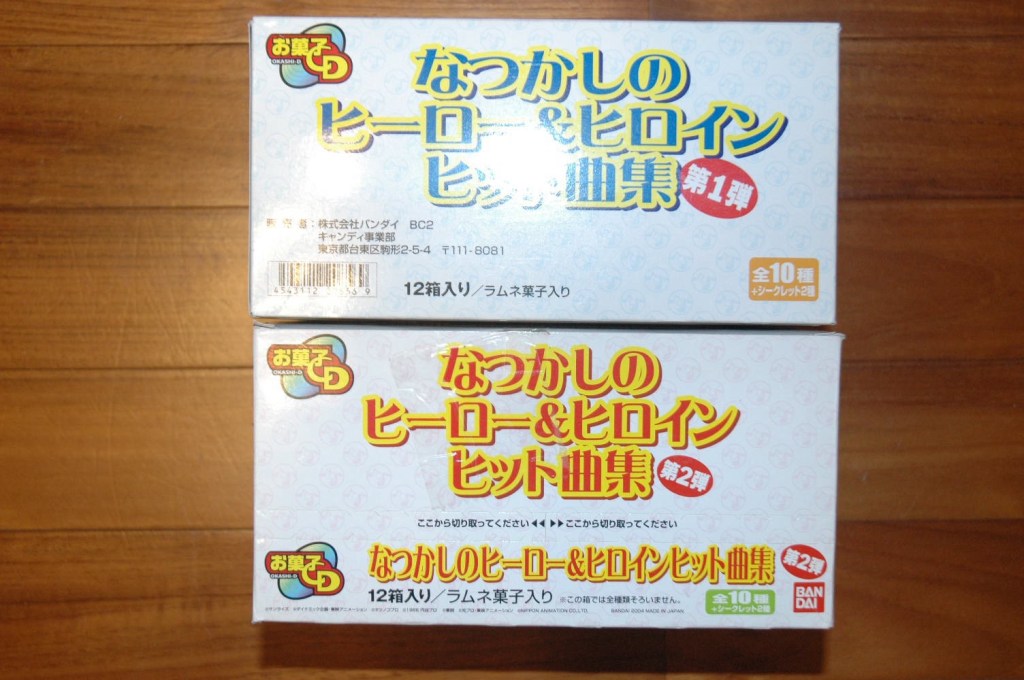 お菓子CD
OKASHI-D
なつかしの
ヒーロー&ヒロイン
ヒット曲集
第1弾
株式会社バンダイ BC2
キャンディ事業部
東京都台東区駒形2-5-4 〒111-8081
12箱入り／ラムネ菓子入り
全10種
+シークレット2種
お菓子CD
OKASHI-D
なつかしの
ヒーロー&ヒロイン
ヒット曲集
第2弾
ここから切り取ってください◀◀ ▶▶ここから切り取ってください
お菓子CD
OKASHI-D
なつかしのヒーロー&ヒロインヒット曲集
第2弾
12箱入り／ラムネ菓子入り ※この箱では全種類そろいません。
全10種
+シークレット2種
BAN
DAI
©NIPPON ANIMATION CO.,LTD. BANDAI 2004 MADE IN JAPAN